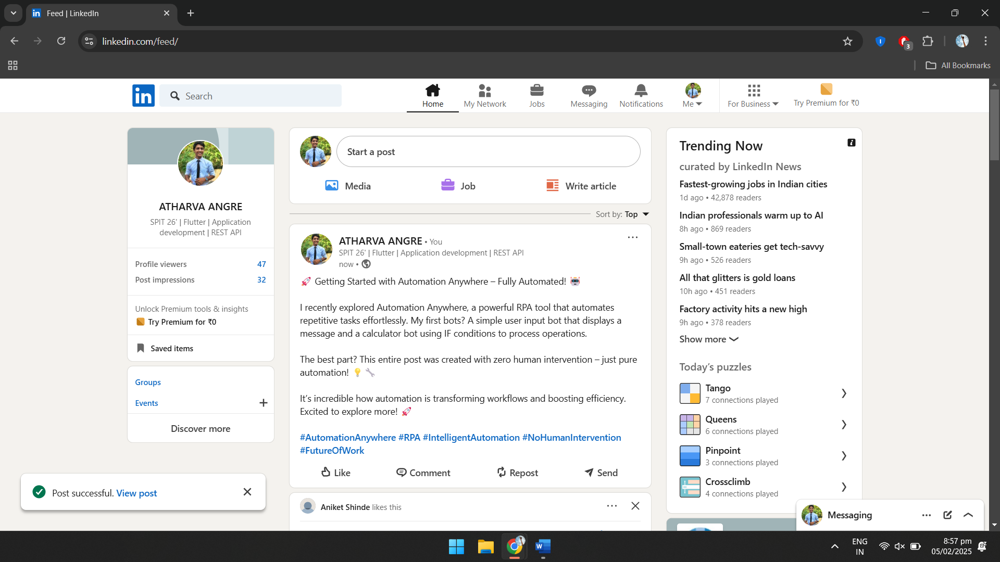 Feed | LinkedIn
linkedin.com/feed/
3
All Bookmarks
in
Search
Home
My Network
Jobs
Messaging
Notifications
Me
For Business
Try Premium for ₹0
ATHARVA ANGRE
SPIT 26' | Flutter | Application
development | REST API
Profile viewers 47
Post impressions 32
Unlock Premium tools & insights
Try Premium for ₹0
Saved items
Groups
Events
Discover more
Post successful. View post
Start a post
Media
Job
Write article
Sort by: Top
ATHARVA ANGRE • You
SPIT 26' | Flutter | Application development | REST API
now •
🚀 Getting Started with Automation Anywhere – Fully Automated! 🤖
I recently explored Automation Anywhere, a powerful RPA tool that automates
repetitive tasks effortlessly. My first bots? A simple user input bot that displays a
message and a calculator bot using IF conditions to process operations.
The best part? This entire post was created with zero human intervention – just pure
automation! 💡 🔧
It's incredible how automation is transforming workflows and boosting efficiency.
Excited to explore more! 🚀
#AutomationAnywhere #RPA #IntelligentAutomation #NoHumanIntervention
#FutureOfWork
Like
Comment
Repost
Send
Aniket Shinde likes this
Trending Now
curated by LinkedIn News
Fastest-growing jobs in Indian cities
1d ago • 42,878 readers
Indian professionals warm up to AI
8h ago • 869 readers
Small-town eateries get tech-savvy
9h ago • 526 readers
All that glitters is gold loans
10h ago • 451 readers
Factory activity hits a new high
9h ago • 378 readers
Show more
Today's puzzles
Tango
7 connections played
Queens
6 connections played
Pinpoint
3 connections played
Crossclimb
4 connections played
Messaging
W
ENG
IN
8:57 pm
05/02/2025